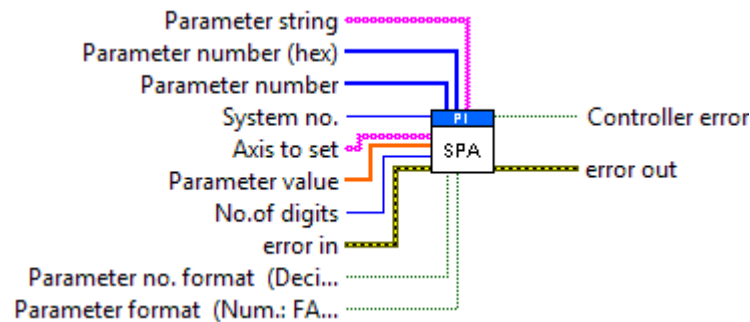 Parameter string
Parameter number (hex)
Parameter number
System no.
Axis to set
Parameter value
No.of digits
error in
Parameter no. format (Deci...
Parameter format (Num.: FA...
PI
SPA
Controller error
error out